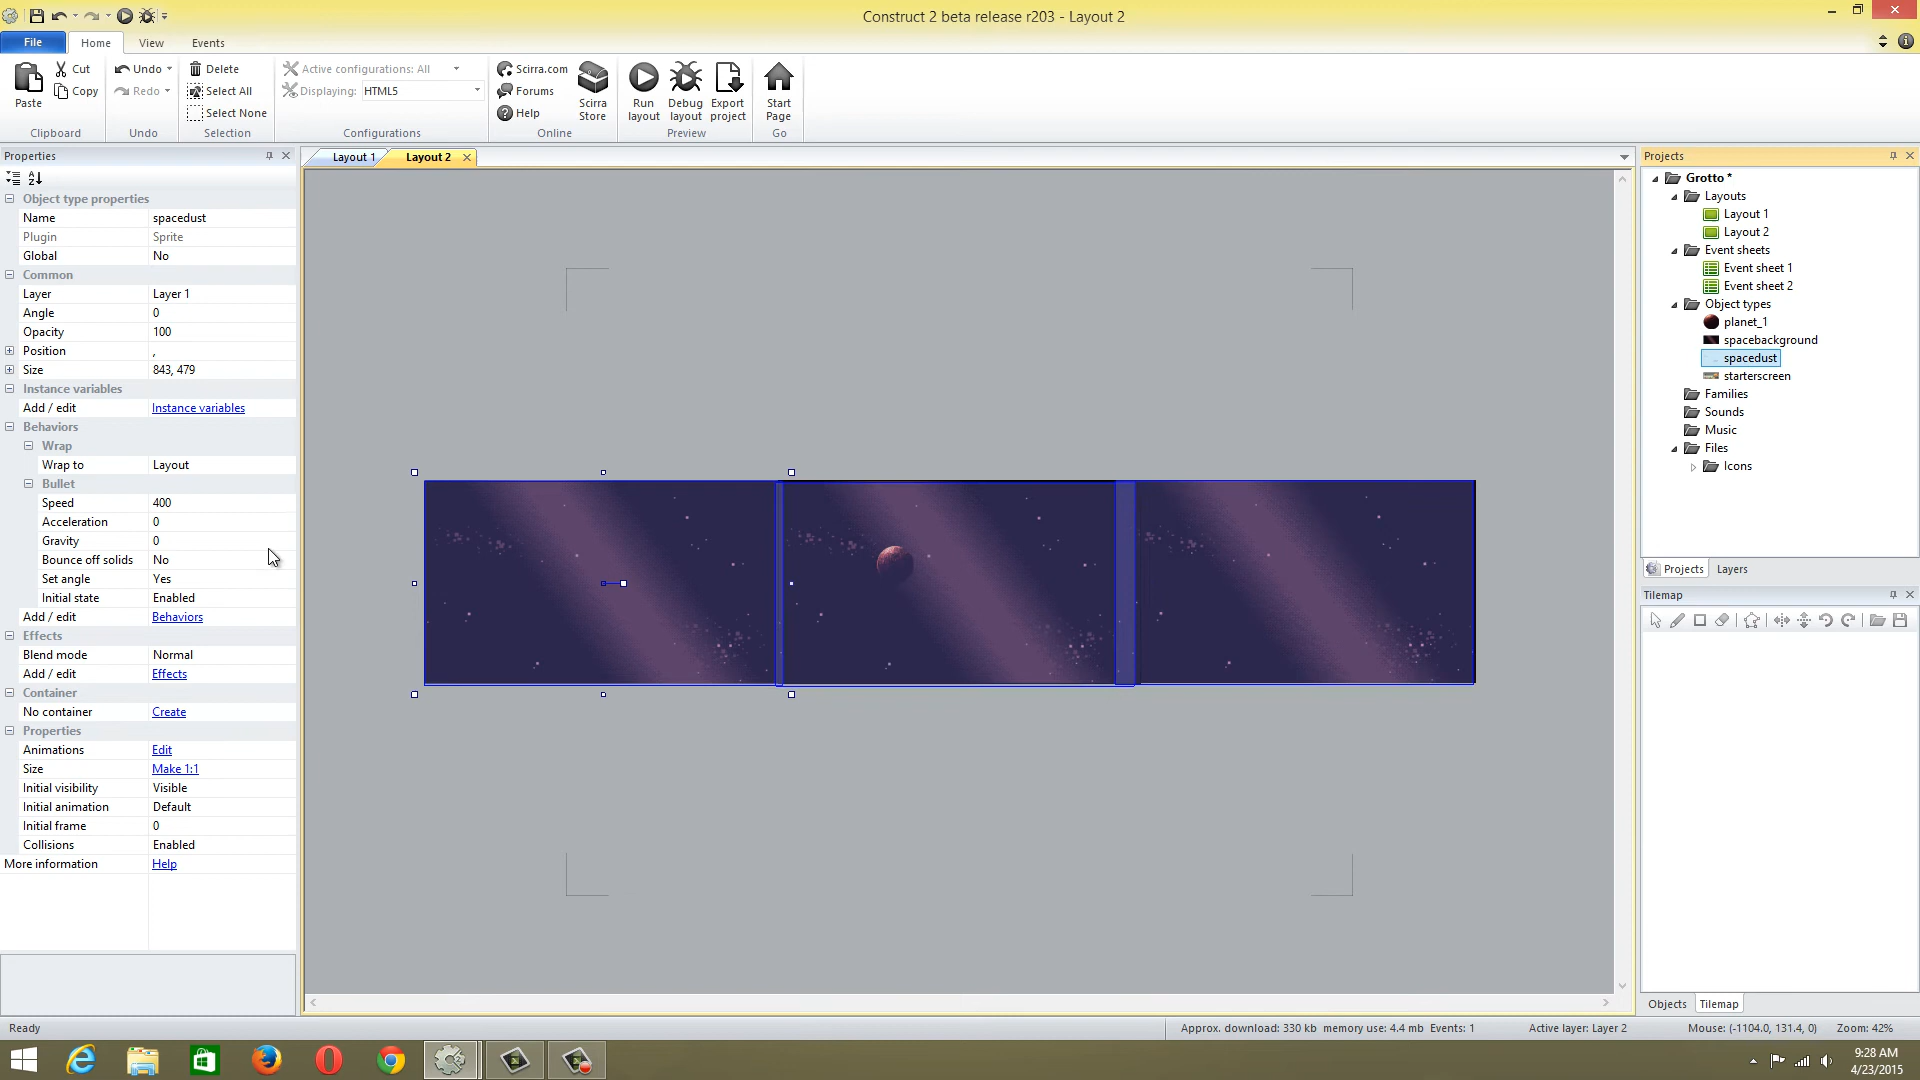 Construct 2 beta release r203 - Layout 2
File
Home
View
Events
Paste
Cut
Copy
Clipboard
Undo
Redo
Undo
Delete
Select All
Select None
Selection
Active configurations: All
Displaying: HTML5
Configurations
Scirra.com
Forums
Help
Scirra Store
Online
Run layout
Debug layout
Export project
Preview
Start Page
Go
Properties
Object type properties
Name spacedust
Plugin Sprite
Global No
Common
Layer Layer 1
Angle 0
Opacity 100
Position ,
Size 843, 479
Instance variables
Add / edit Instance variables
Behaviors
Wrap
Wrap to Layout
Bullet
Speed 400
Acceleration 0
Gravity 0
Bounce off solids No
Set angle Yes
Initial state Enabled
Add / edit Behaviors
Effects
Blend mode Normal
Add / edit Effects
Container
No container Create
Properties
Animations Edit
Size Make 1:1
Initial visibility Visible
Initial animation Default
Initial frame 0
Collisions Enabled
More information Help
Layout 1
Layout 2
Projects
Grotto *
Layouts
Layout 1
Layout 2
Event sheets
Event sheet 1
Event sheet 2
Object types
planet_1
spacebackground
spacedust
starterscreen
Families
Sounds
Music
Files
Icons
Projects
Layers
Tilemap
Objects
Tilemap
Ready
Approx. download: 330 kb memory use: 4.4 mb Events: 1
Active layer: Layer 2
Mouse: (-1104.0, 131.4, 0)
Zoom: 42%
9:28 AM
4/23/2015